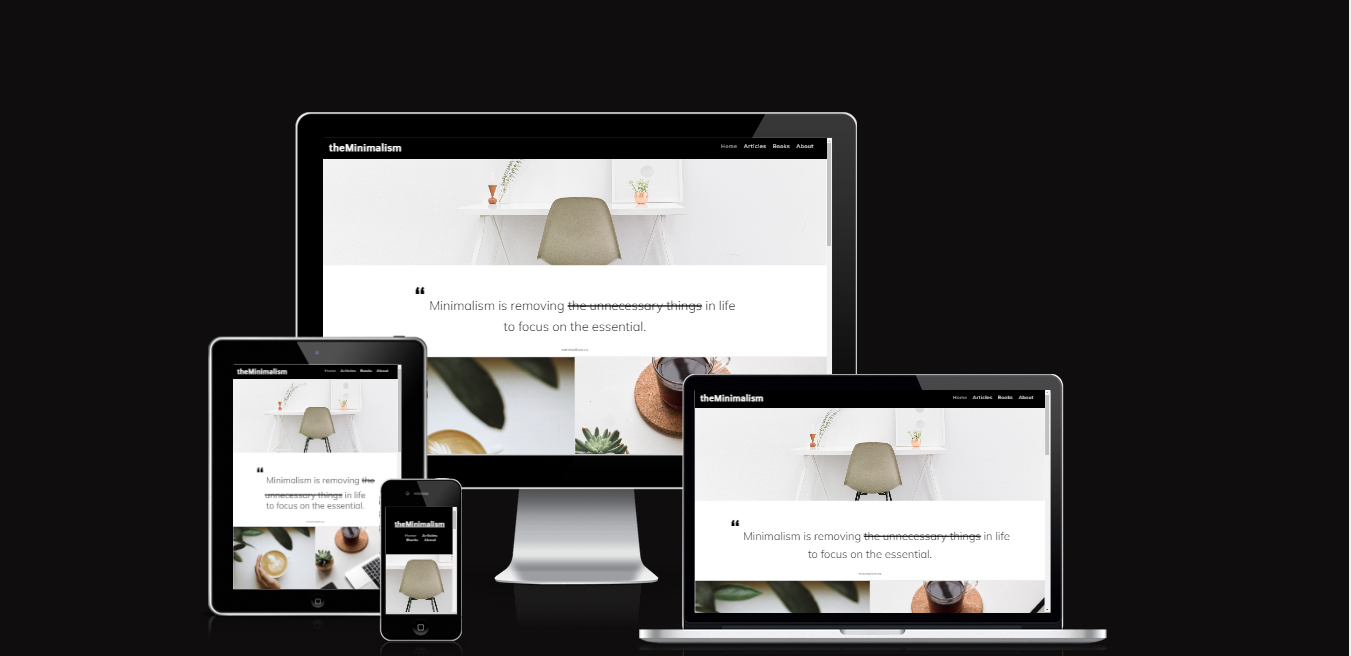 theMinimalism
Home Articles Books About
“
Minimalism is removing the unnecessary things in life
to focus on the essential.
theMinimalism
Home Articles Books About
“
Minimalism is removing the
unnecessary things in life
to focus on the essential.
theMinimalism
Home Articles
Books About
theMinimalism
Home Articles Books About
“
Minimalism is removing the unnecessary things in life
to focus on the essential.